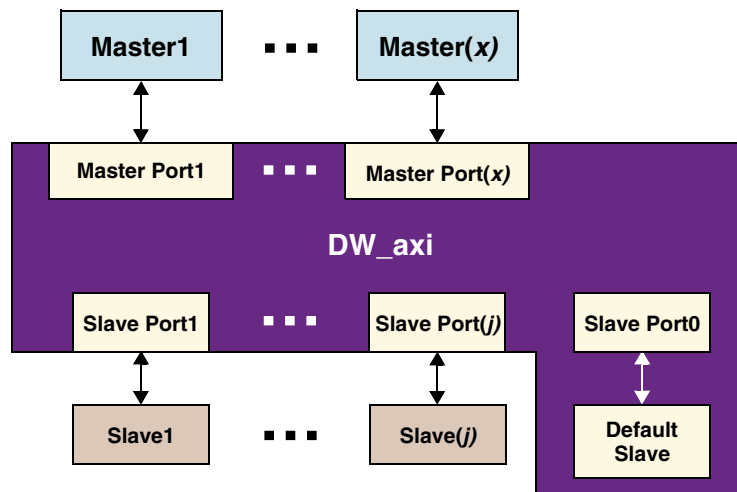 Master1
Master(x)
Master Port1
Master Port(x)
DW_axi
Slave Port1
Slave Port(j)
Slave Port0
Slave1
Slave(j)
Default
Slave